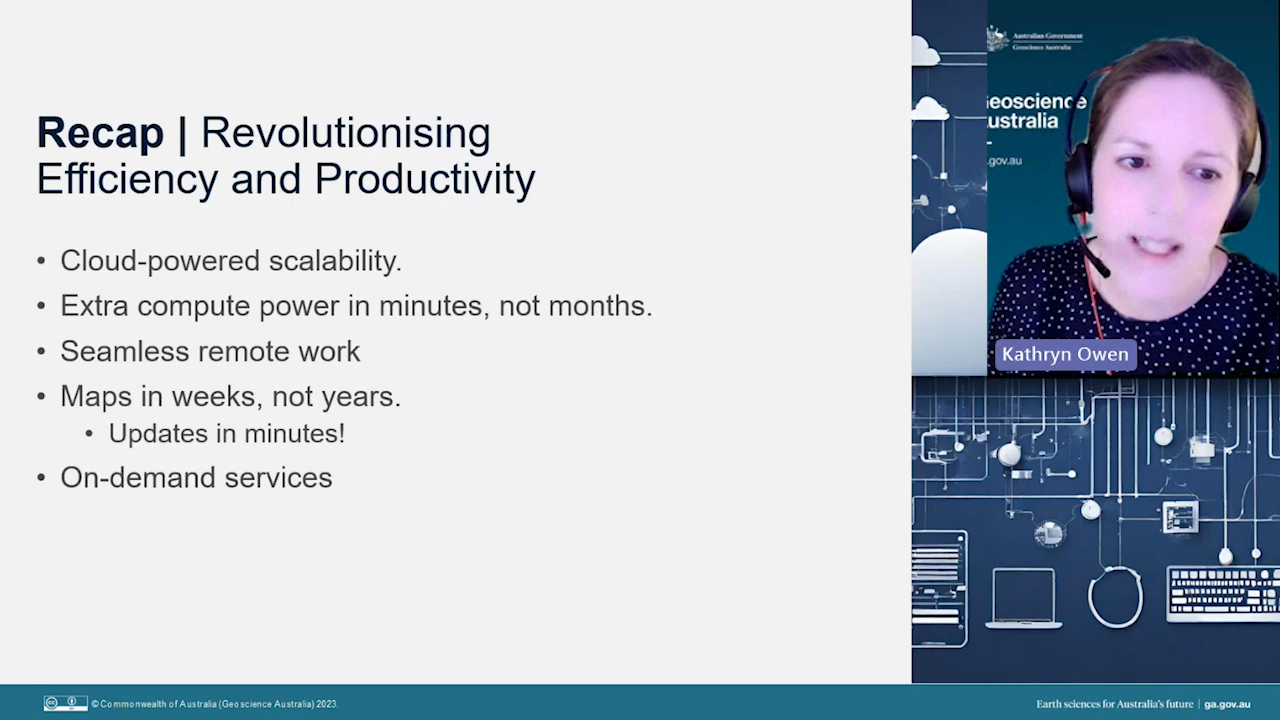 Recap | Revolutionising
Efficiency and Productivity
• Cloud-powered scalability.
• Extra compute power in minutes, not months.
• Seamless remote work
• Maps in weeks, not years.
• Updates in minutes!
• On-demand services
Australian Government
Geoscience Australia
eoscience
ustralia
.gov.au
Kathryn Owen
© Commonwealth of Australia (Geoscience Australia) 2023.
Earth sciences for Australia's future | ga.gov.au